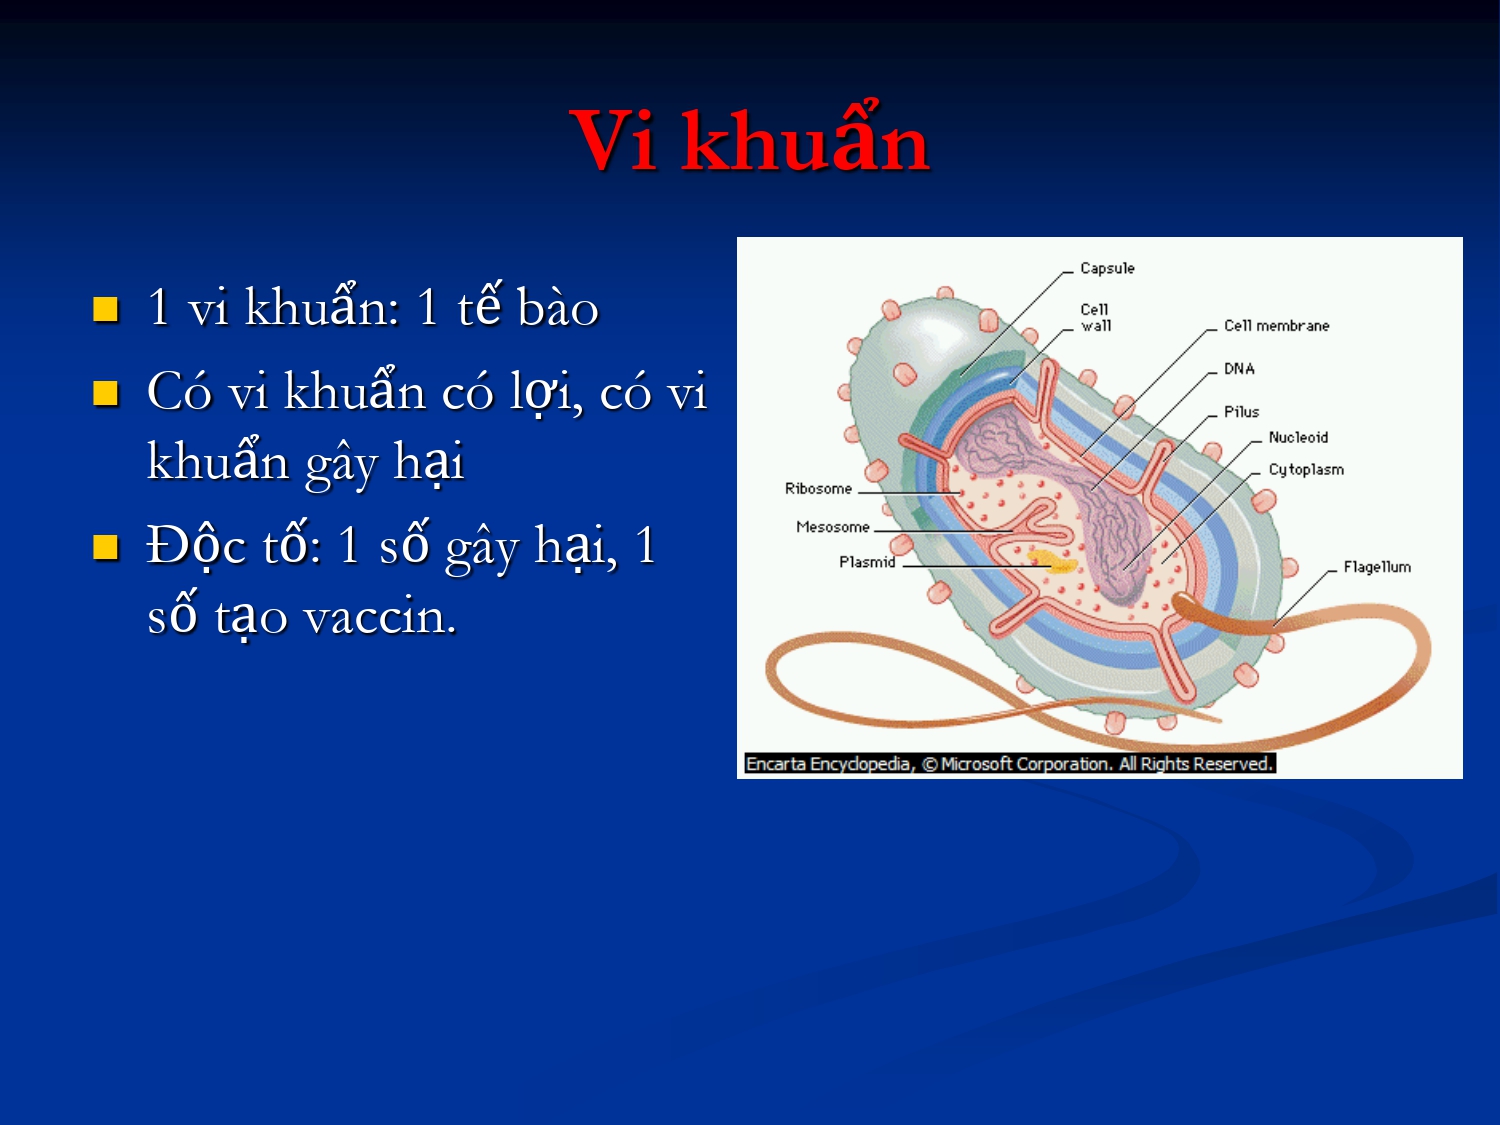 Vi khuẩn
1 vi khuẩn: 1 tế bào
Có vi khuẩn có lợi, có vi
khuẩn gây hại
Độc tố: 1 số gây hại, 1
số tạo vaccin.
Capsule
Cell
wall
Cell membrane
DNA
Pilus
Nucleoid
Cytoplasm
Ribosome
Mesosome
Plasmid
Flagellum
Encarta Encyclopedia, © Microsoft Corporation. All Rights Reserved.